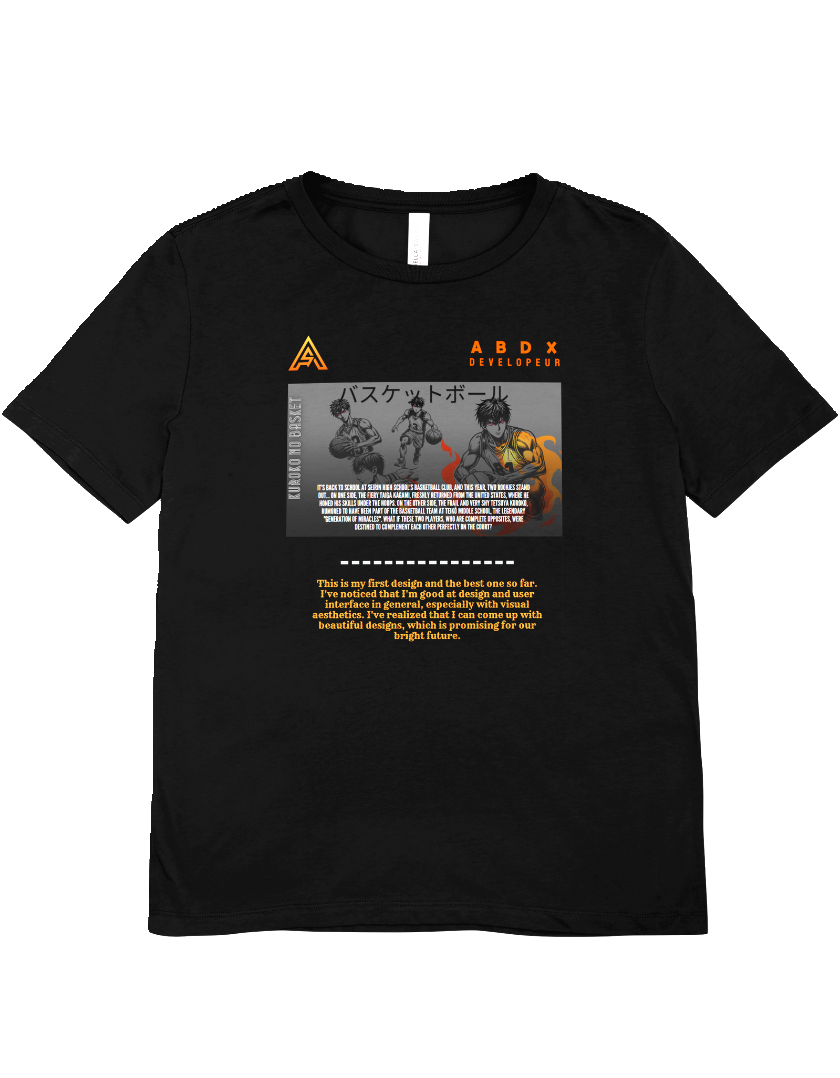 ABDX
DEVELOPEUR
バスケットボール
KUROKO NO BASKET
IT'S BACK TO SCHOOL AT SEIRIN HIGH SCHOOL'S BASKETBALL CLUB, AND THIS YEAR, TWO ROOKIES STAND
OUT... ON ONE SIDE, THE FIERY TAIGA KAGAMI, FRESHLY RETURNED FROM THE UNITED STATES, WHERE HE
HONED HIS SKILLS UNDER THE HOOPS. ON THE OTHER SIDE, THE FRAIL AND VERY SHY TETSUYA KUROKO,
RUMORED TO HAVE BEEN PART OF THE BASKETBALL TEAM AT TEIKO MIDDLE SCHOOL, THE LEGENDARY
"GENERATION OF MIRACLES". WHAT IF THESE TWO PLAYERS, WHO ARE COMPLETE OPPOSITES, WERE
DESTINED TO COMPLEMENT EACH OTHER PERFECTLY ON THE COURT?
This is my first design and the best one so far.
I've noticed that I'm good at design and user
interface in general, especially with visual
aesthetics. I've realized that I can come up with
beautiful designs, which is promising for our
bright future.